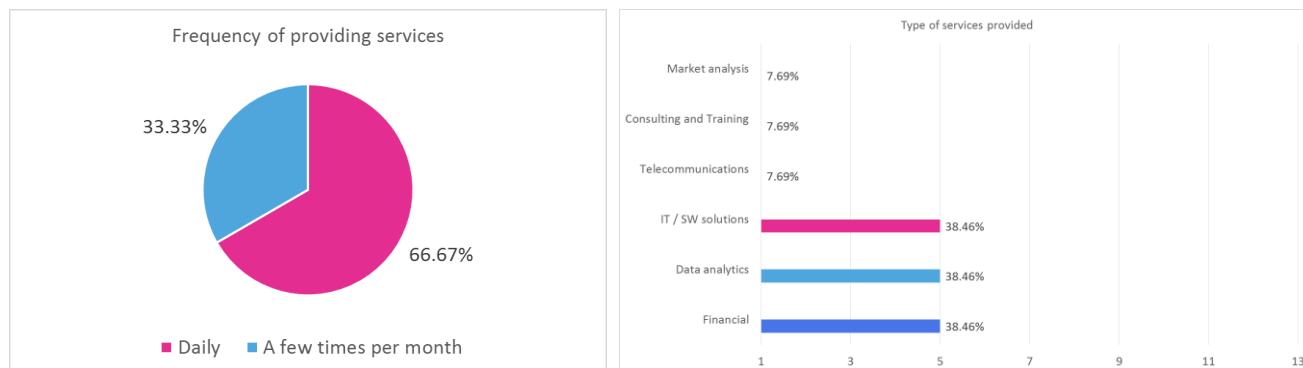 Frequency of providing services
33.33%
66.67%
Daily
A few times per month
Type of services provided
Market analysis
7.69%
Consulting and Training
7.69%
Telecommunications
7.69%
IT / SW solutions
38.46%
Data analytics
38.46%
Financial
38.46%
1 3 5 7 9 11 13